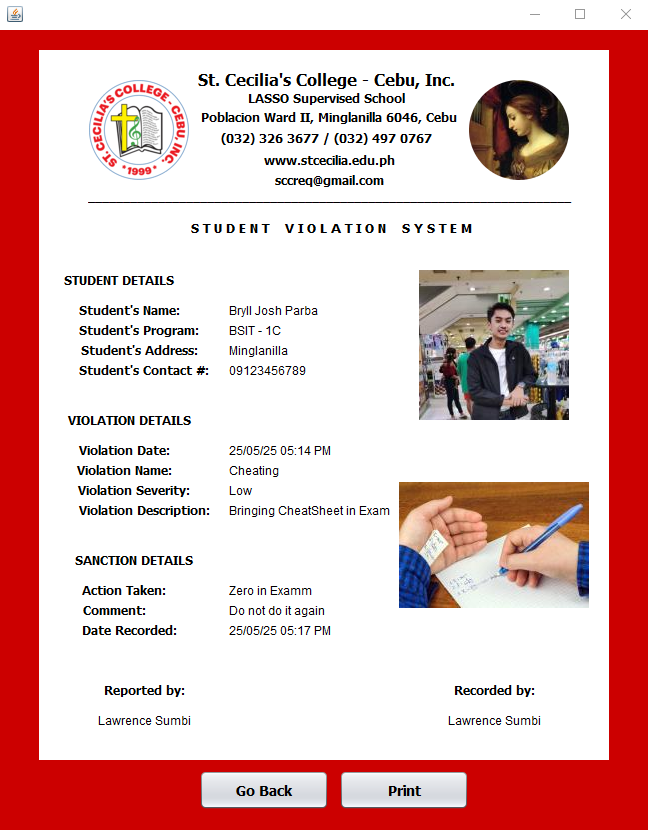 St. Cecilia's College - Cebu, Inc.
LASSO Supervised School
Poblacion Ward II, Minglanilla 6046, Cebu
(032) 326 3677 / (032) 497 0767
www.stcecilia.edu.ph
sccreq@gmail.com
ST. CECILIA'S COLLEGE - CEBU, INC.
*1999*
STUDENT VIOLATION SYSTEM
STUDENT DETAILS
Student's Name: Bryll Josh Parba
Student's Program: BSIT - 1C
Student's Address: Minglanilla
Student's Contact #: 09123456789
VIOLATION DETAILS
Violation Date: 25/05/25 05:14 PM
Violation Name: Cheating
Violation Severity: Low
Violation Description: Bringing CheatSheet in Exam
SANCTION DETAILS
Action Taken: Zero in Examm
Comment: Do not do it again
Date Recorded: 25/05/25 05:17 PM
Reported by: Recorded by:
Lawrence Sumbi Lawrence Sumbi
Go Back Print